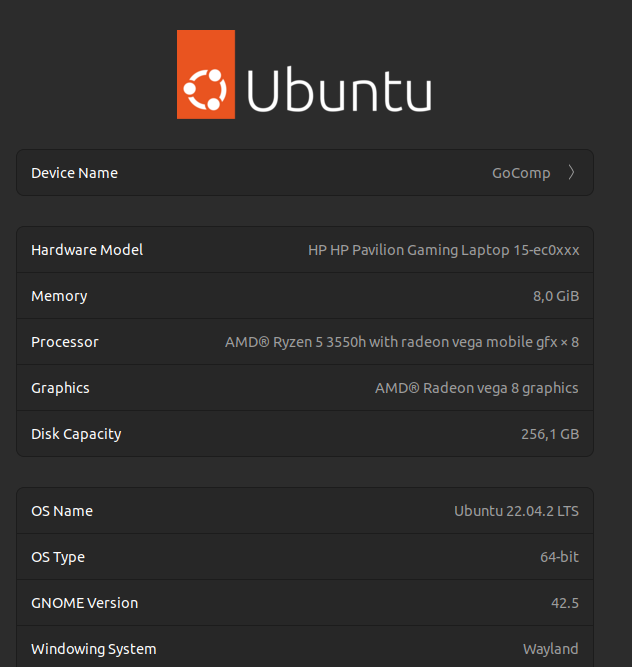 Ubuntu
Device Name GoComp
Hardware Model HP HP Pavilion Gaming Laptop 15-ec0xxx
Memory 8,0 GiB
Processor AMD® Ryzen 5 3550h with radeon vega mobile gfx × 8
Graphics AMD® Radeon vega 8 graphics
Disk Capacity 256,1 GB
OS Name Ubuntu 22.04.2 LTS
OS Type 64-bit
GNOME Version 42.5
Windowing System Wayland